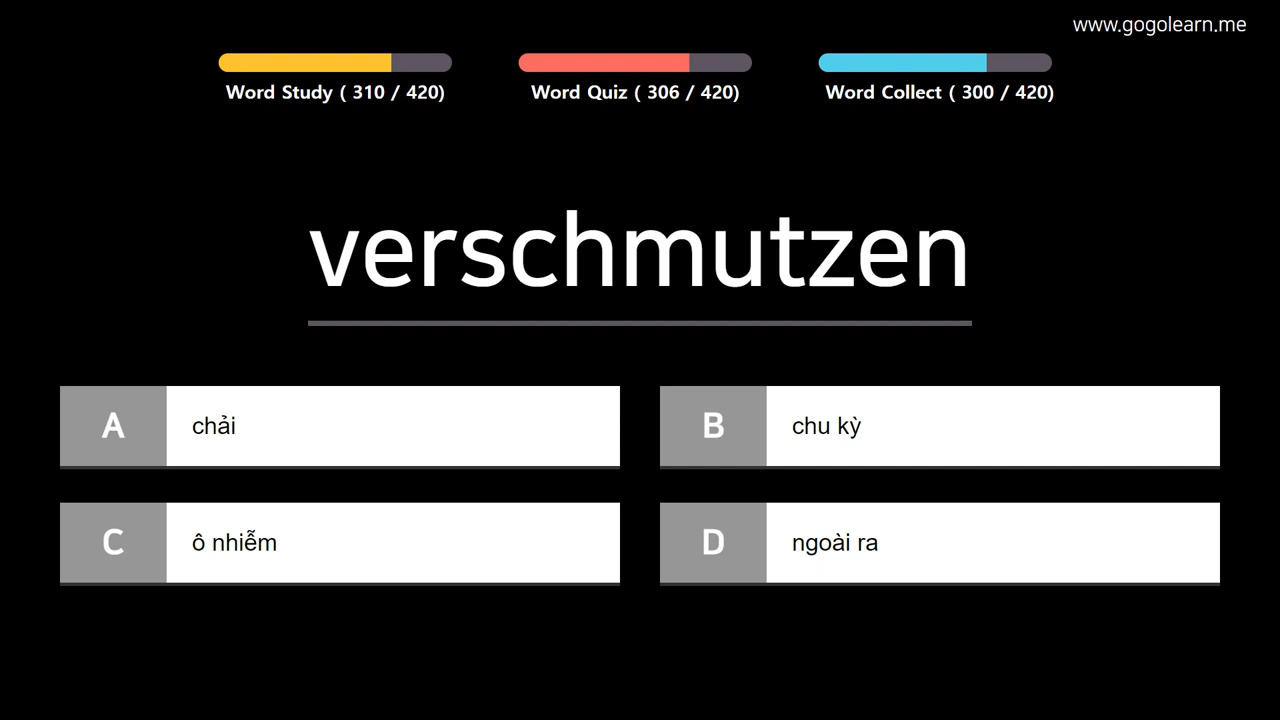 www.gogolearn.me
Word Study ( 310 / 420)
Word Quiz ( 306 / 420)
Word Collect ( 300 / 420)
verschmutzen
A chải
B chu kỳ
C ô nhiễm
D ngoài ra